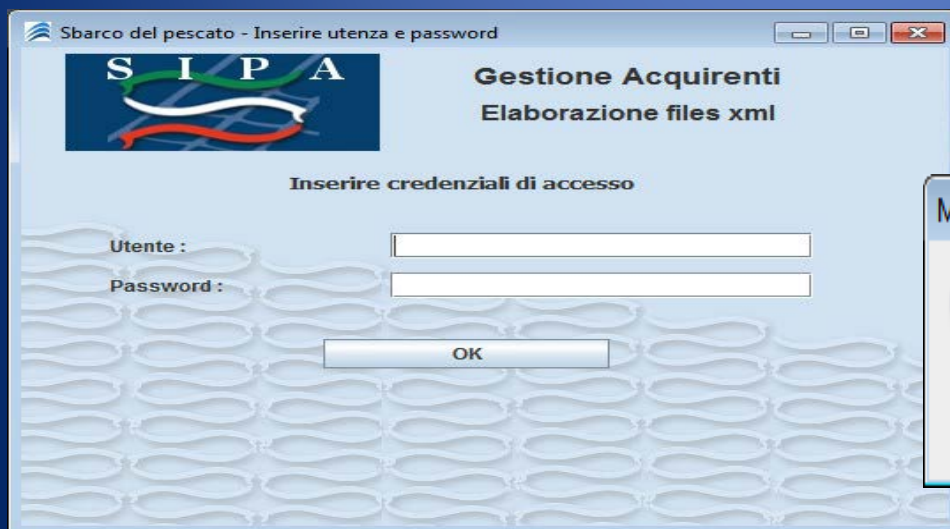 Sbarco del pescato - Inserire utenza e password
S I P A
Gestione Acquirenti
Elaborazione files xml
Inserire credenziali di accesso
Utente :
Password :
OK